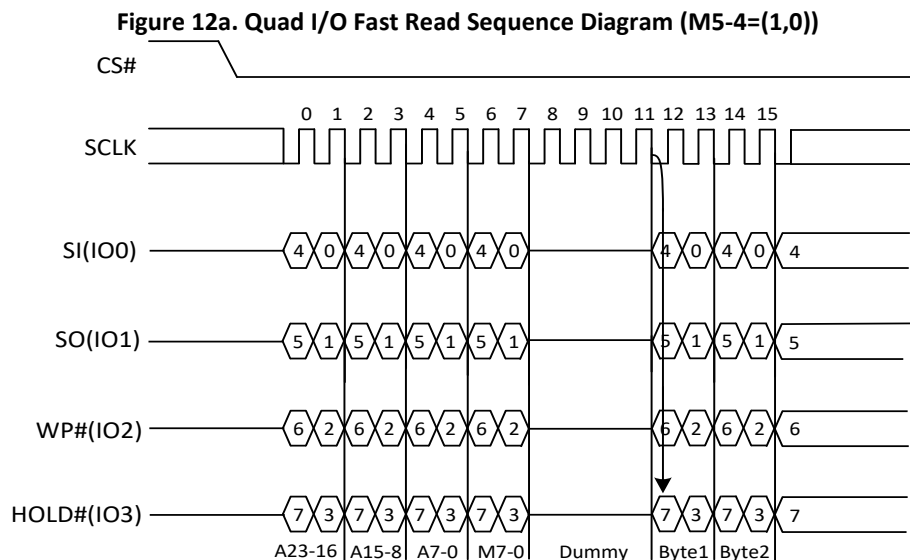 Figure 12a. Quad I/O Fast Read Sequence Diagram (M5-4=(1,0))
CS#
0 1 2 3 4 5 6 7 8 9 10 11 12 13 14 15
SCLK
SI(IO0) 4 0 4 0 4 0 4 0 4 0 4 0 4
SO(IO1) 5 1 5 1 5 1 5 1 5 1 5 1 5
WP#(IO2) 6 2 6 2 6 2 6 2 6 2 6 2 6
HOLD#(IO3) 7 3 7 3 7 3 7 3 7 3 7 3 7
A23-16 A15-8 A7-0 M7-0 Dummy Byte1 Byte2